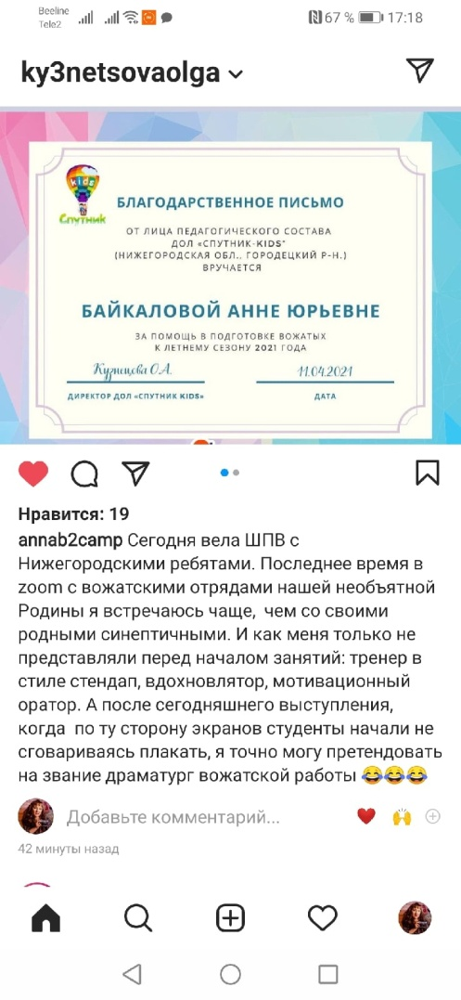 Beeline
Tele2
67 %
17:18
ky3netsovaolga
kids
Спутник
БЛАГОДАРСТВЕННОЕ ПИСЬМО
ОТ ЛИЦА ПЕДАГОГИЧЕСКОГО СОСТАВА
ДОЛ «СПУТНИК-KIDS"
(НИЖЕГОРОДСКАЯ ОБЛ.. ГОРОДЕЦКИЙ Р-Н.)
ВРУЧАЕТСЯ
БАЙКАЛОВОЙ АННЕ ЮРЬЕВНЕ
ЗА ПОМОЩЬ В ПОДГОТОВКЕ ВОЖАТЫХ
К ЛЕТНЕМУ СЕЗОНУ 2021 ГОДА
Кузнецова О.А. 11.04.2021
ДИРЕКТОР ДОЛ «СПУТНИК KIDS» ДАТА
Нравится: 19
annab2camp Сегодня вела ШПВ с
Нижегородскими ребятами. Последнее время в
zoom с вожатскими отрядами нашей необъятной
Родины я встречаюсь чаще, чем со своими
родными синептичными. И как меня только не
представляли перед началом занятий: тренер в
стиле стендап, вдохновлятор, мотивационный
оратор. А после сегодняшнего выступления,
когда по ту сторону экранов студенты начали не
сговариваясь плакать, я точно могу претендовать
на звание драматург вожатской работы 😂😂😂
Добавьте комментарий...
42 минуты назад